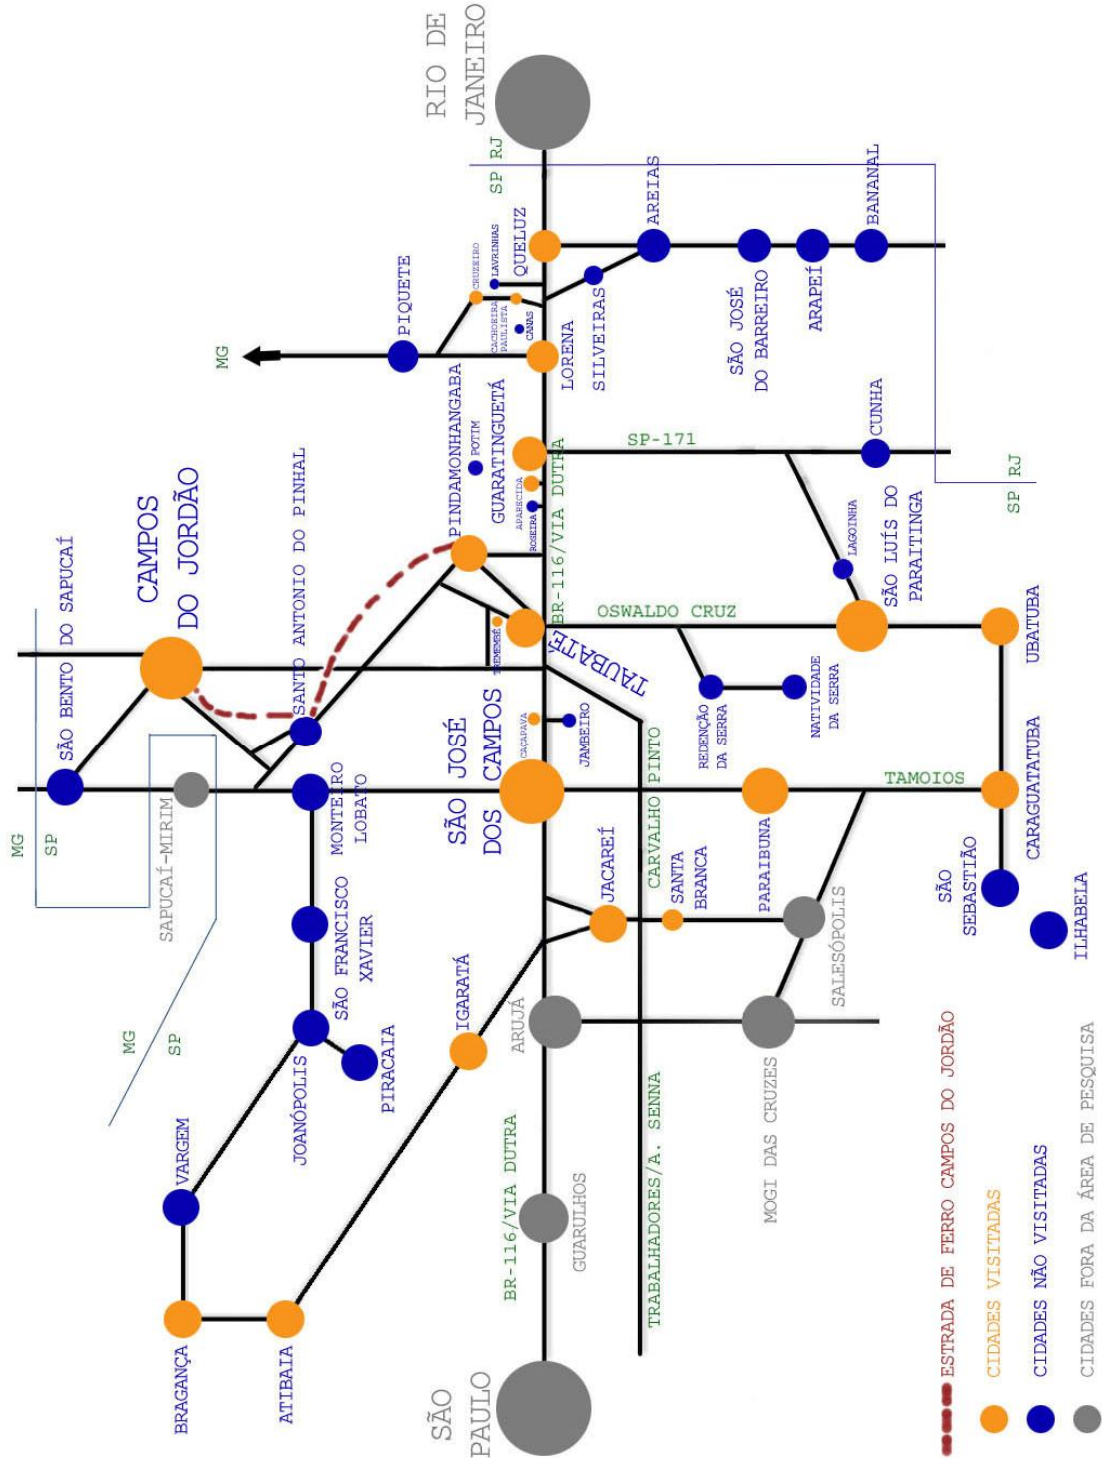 MG
SP
SÃO BENTO DO SAPUCAÍ
CAMPOS
DO JORDÃO
MG
PIQUETE
RIO DE
JANEIRO
SP RJ
SAPUCAÍ-MIRIM
SANTO ANTONIO DO PINHAL
PINDAMONHANGABA
POTIM
GUARATINGUETÁ
APARECIDA
ROSEIRA
CRUZEIRO
LAVRINHAS
CACHOEIRA
PAULISTA
CANAS
QUELUZ
MG
SP
VARGEM
BRAGANÇA
ATIBAIA
JOANÓPOLIS
PIRACAIA
SÃO FRANCISCO
XAVIER
MONTEIRO
LOBATO
SÃO JOSÉ
DOS CAMPOS
CAÇAPAVA
JAMBEIRO
TREMEMBÉ
TAUBATÉ
BR-116/VIA DUTRA
LORENA
SILVEIRAS
AREIAS
SÃO JOSÉ
DO BARREIRO
ARAPEÍ
BANANAL
SÃO
PAULO
BR-116/VIA DUTRA
GUARULHOS
ARUJÁ
IGARATÁ
JACAREÍ
SANTA
BRANCA
CARVALHO PINTO
TRABALHADORES/A. SENNA
OSWALDO CRUZ
SP-171
CUNHA
LAGOINHA
SÃO LUÍS DO
PARAITINGA
SP RJ
REDENÇÃO
DA SERRA
NATIVIDADE
DA SERRA
MOGI DAS CRUZES
SALESÓPOLIS
PARAIBUNA
TAMOIOS
UBATUBA
CARAGUATATUBA
SÃO
SEBASTIÃO
ILHABELA
ESTRADA DE FERRO CAMPOS DO JORDÃO
CIDADES VISITADAS
CIDADES NÃO VISITADAS
CIDADES FORA DA ÁREA DE PESQUISA